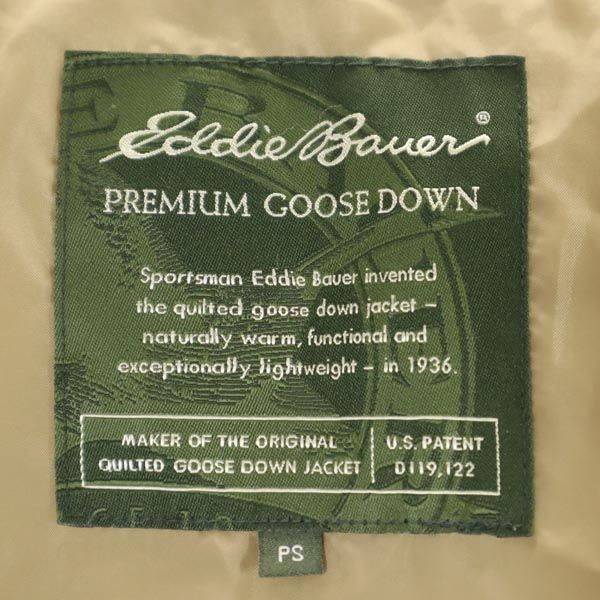 Eddie Bauer®
PREMIUM GOOSE DOWN
Sportsman Eddie Bauer invented
the quilted goose down jacket –
naturally warm, functional and
exceptionally lightweight – in 1936.
MAKER OF THE ORIGINAL
QUILTED GOOSE DOWN JACKET
U.S. PATENT
D119,122
PS